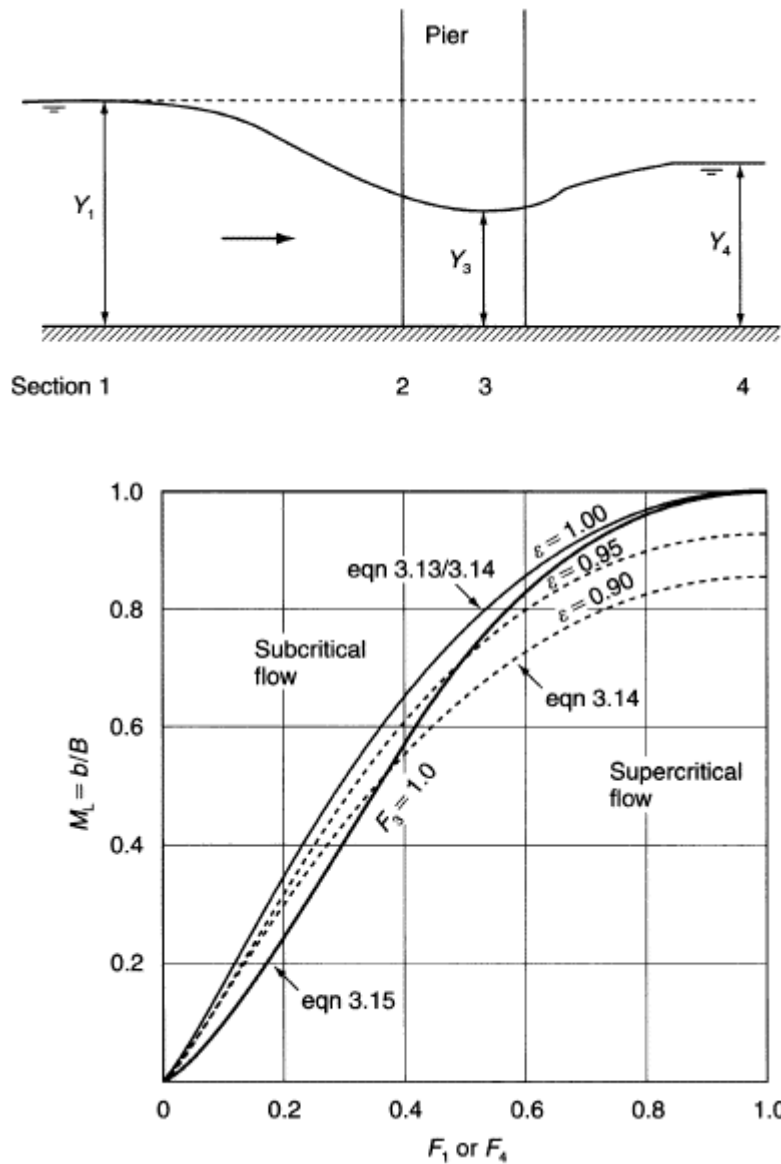 Pier
Y₁
Y₃
Y₄
Section 1 2 3 4
1.0
0.8
0.6
0.4
0.2
M_L = b/B
eqn 3.13/3.14
ε = 1.00
ε = 0.95
ε = 0.90
Subcritical
flow
eqn 3.14
F₃ = 1.0
Supercritical
flow
eqn 3.15
0 0.2 0.4 0.6 0.8 1.0
F₁ or F₄